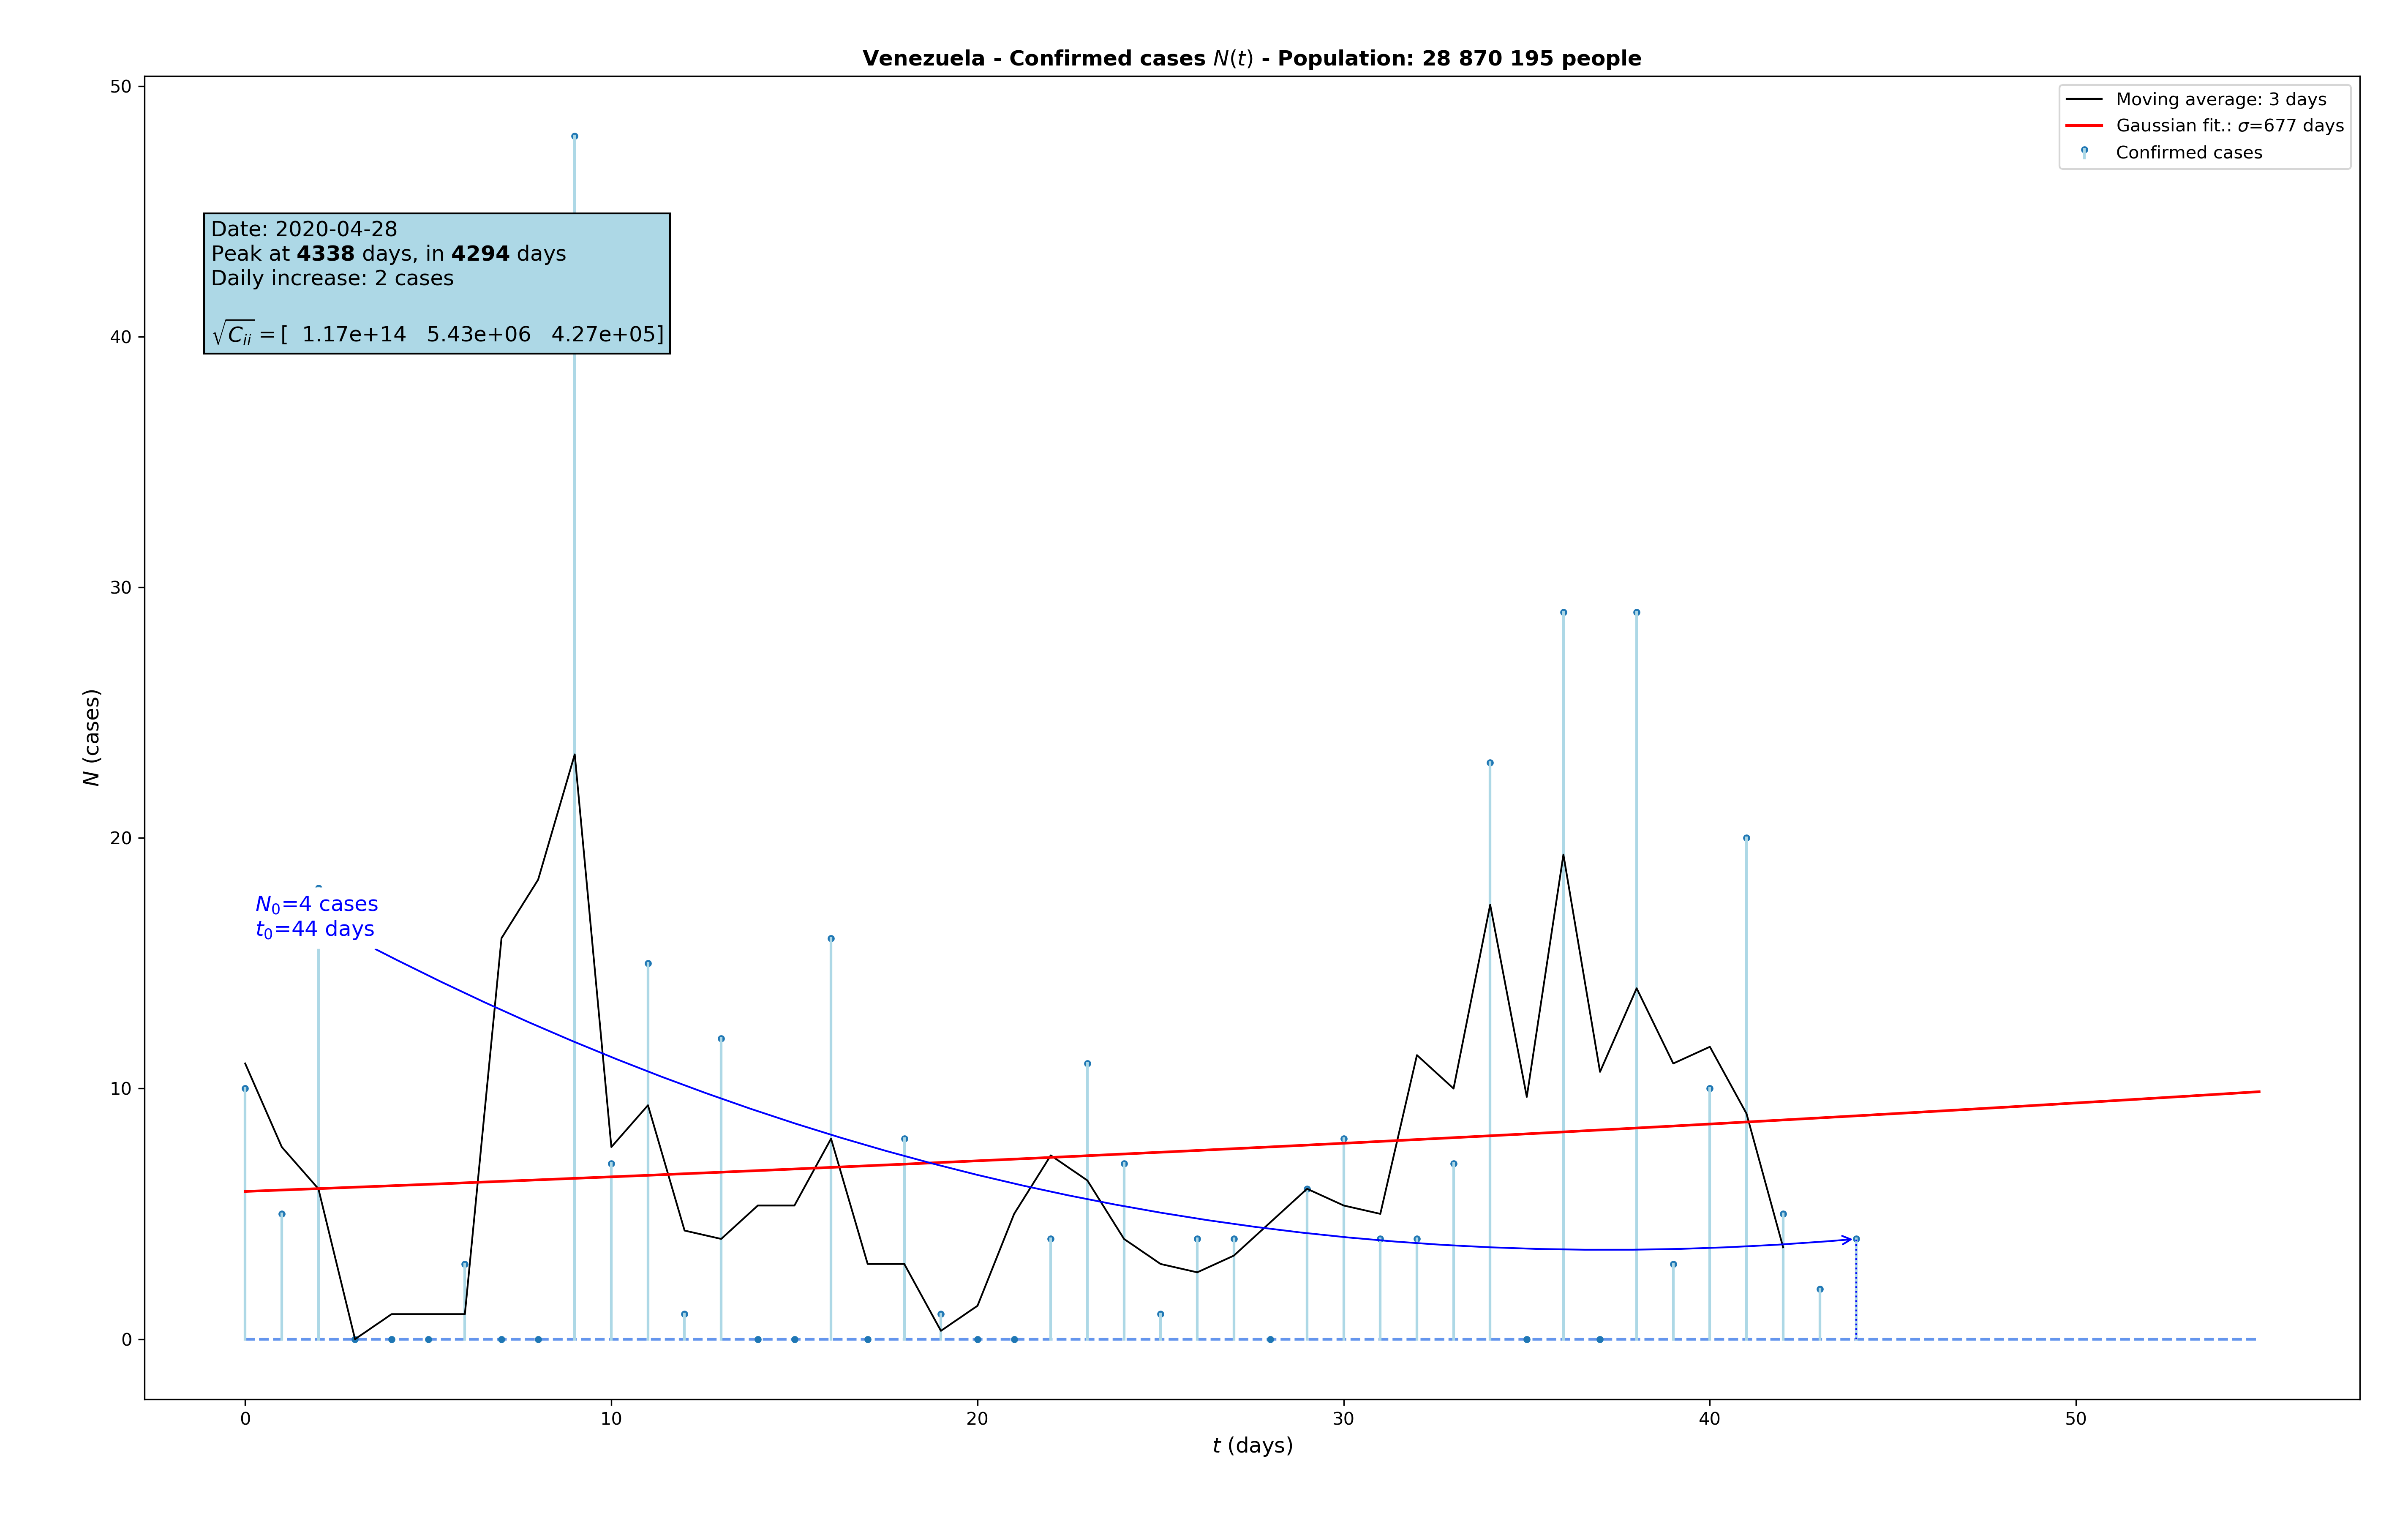 Venezuela - Confirmed cases N(t) - Population: 28 870 195 people
Moving average: 3 days
Gaussian fit.: σ=677 days
Confirmed cases
Date: 2020-04-28
Peak at 4338 days, in 4294 days
Daily increase: 2 cases
√C_ii = [ 1.17e+14 5.43e+06 4.27e+05]
N_0=4 cases
t_0=44 days
N (cases)
50
40
30
20
10
0
0 10 20 30 40 50
t (days)